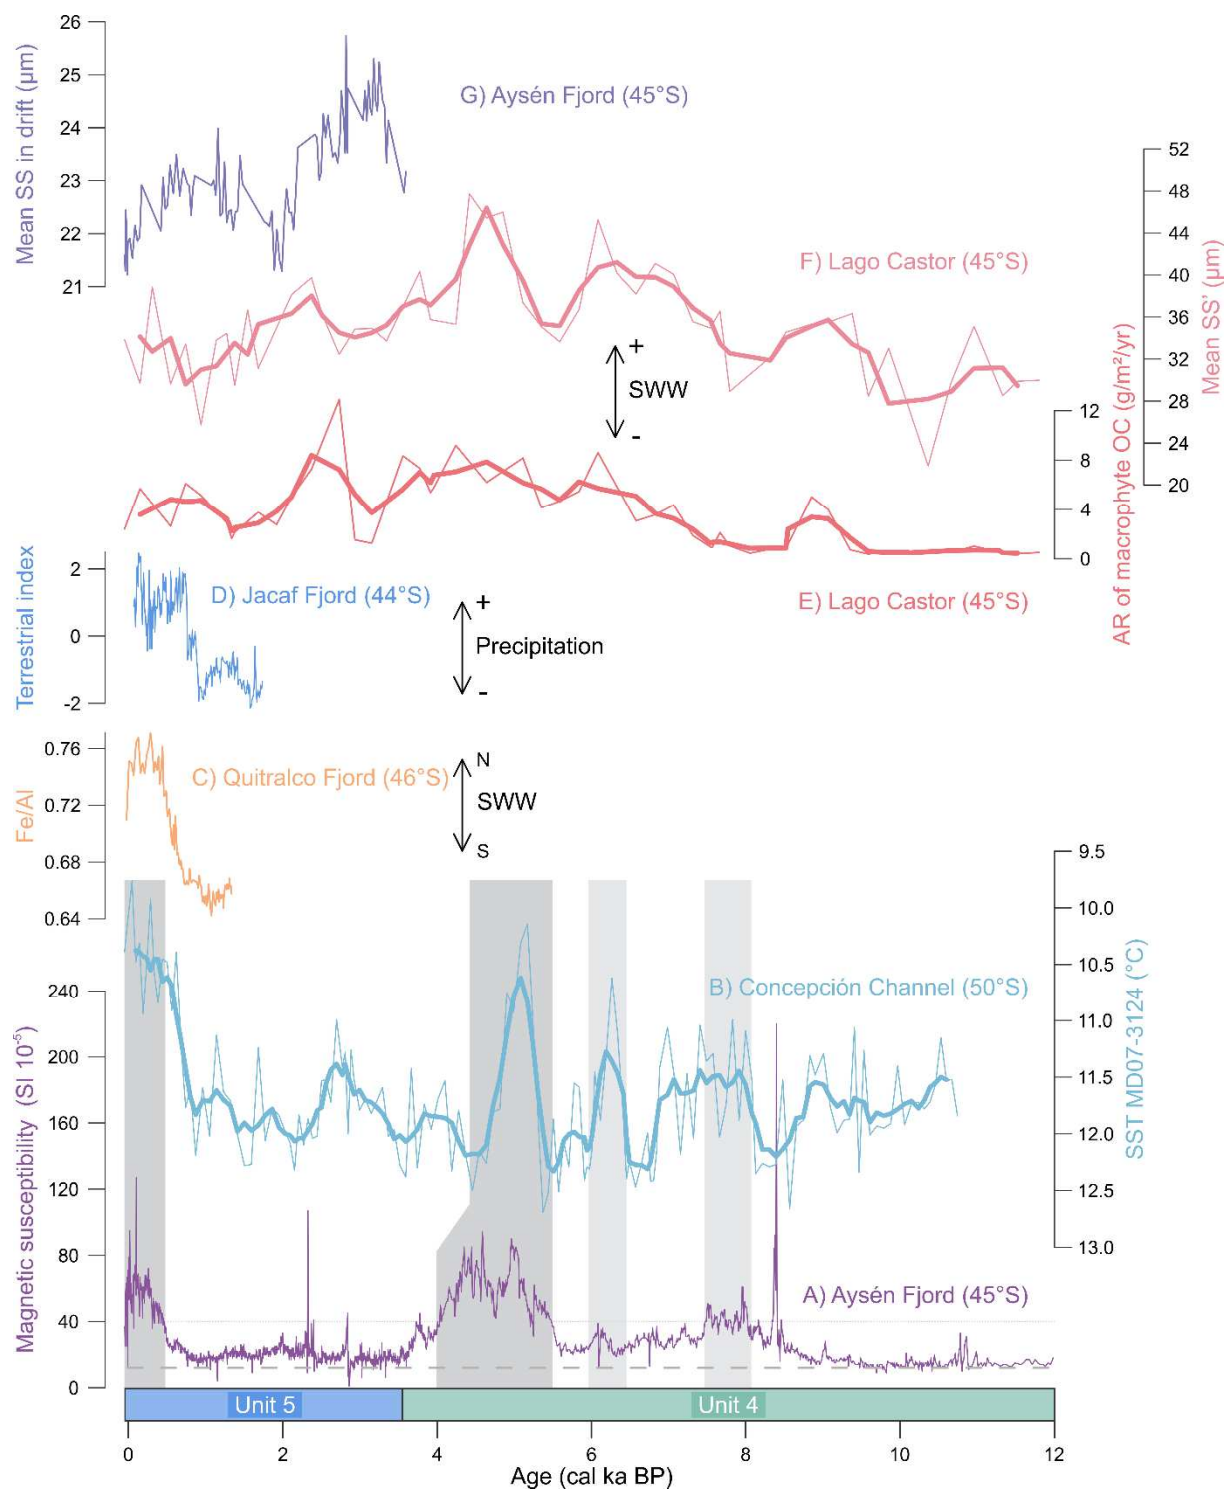 26
25
24
23
22
21
Mean SS in drift (µm)
G) Aysén Fjord (45°S)
52
48
44
40
36
32
28
24
20
Mean SS' (µm)
F) Lago Castor (45°S)
+
SWW
-
12
8
4
0
AR of macrophyte OC (g/m²/yr)
E) Lago Castor (45°S)
2
0
-2
Terrestrial index
D) Jacaf Fjord (44°S)
+
Precipitation
-
0.76
0.72
0.68
0.64
Fe/Al
C) Quitralco Fjord (46°S)
N
SWW
S
9.5
10.0
10.5
11.0
11.5
12.0
12.5
13.0
SST MD07-3124 (°C)
B) Concepción Channel (50°S)
240
200
160
120
80
40
0
Magnetic susceptibility (SI 10⁻⁵)
A) Aysén Fjord (45°S)
Unit 5
Unit 4
0
2
4
6
8
10
12
Age (cal ka BP)